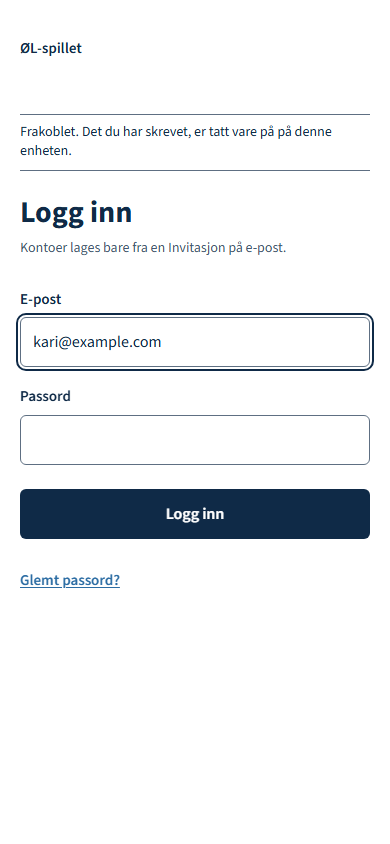 ØL-spillet
Frakoblet. Det du har skrevet, er tatt vare på på denne
enheten.
Logg inn
Kontoer lages bare fra en Invitasjon på e-post.
E-post
kari@example.com
Passord
Logg inn
Glemt passord?